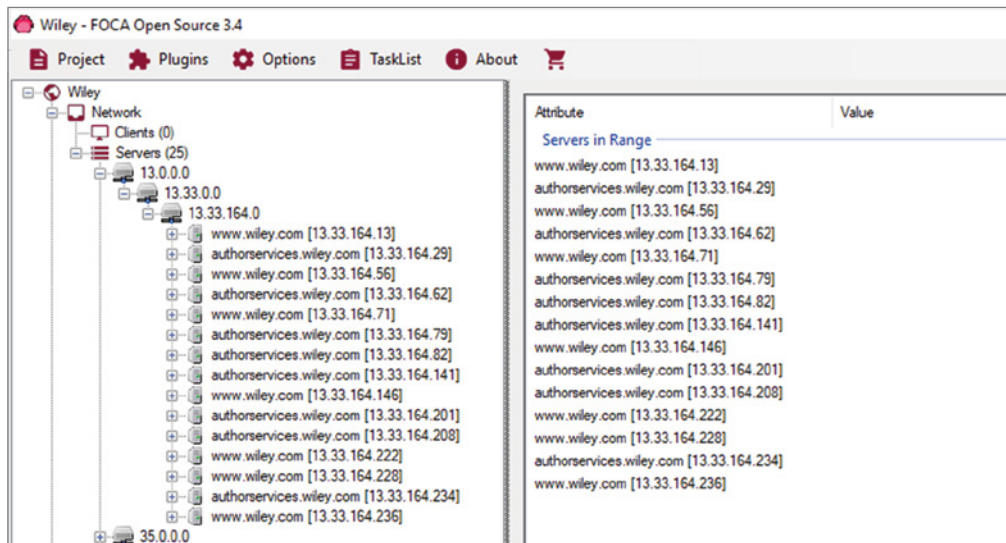 Wiley - FOCA Open Source 3.4
Project Plugins Options TaskList About
Wiley
Network
Clients (0)
Servers (25)
13.0.0.0
13.33.0.0
13.33.164.0
www.wiley.com [13.33.164.13]
authorservices.wiley.com [13.33.164.29]
www.wiley.com [13.33.164.56]
authorservices.wiley.com [13.33.164.62]
www.wiley.com [13.33.164.71]
authorservices.wiley.com [13.33.164.79]
authorservices.wiley.com [13.33.164.82]
authorservices.wiley.com [13.33.164.141]
www.wiley.com [13.33.164.146]
authorservices.wiley.com [13.33.164.201]
authorservices.wiley.com [13.33.164.208]
www.wiley.com [13.33.164.222]
www.wiley.com [13.33.164.228]
authorservices.wiley.com [13.33.164.234]
www.wiley.com [13.33.164.236]
35.0.0.0
Attribute Value
Servers in Range
www.wiley.com [13.33.164.13]
authorservices.wiley.com [13.33.164.29]
www.wiley.com [13.33.164.56]
authorservices.wiley.com [13.33.164.62]
www.wiley.com [13.33.164.71]
authorservices.wiley.com [13.33.164.79]
authorservices.wiley.com [13.33.164.82]
authorservices.wiley.com [13.33.164.141]
www.wiley.com [13.33.164.146]
authorservices.wiley.com [13.33.164.201]
authorservices.wiley.com [13.33.164.208]
www.wiley.com [13.33.164.222]
www.wiley.com [13.33.164.228]
authorservices.wiley.com [13.33.164.234]
www.wiley.com [13.33.164.236]